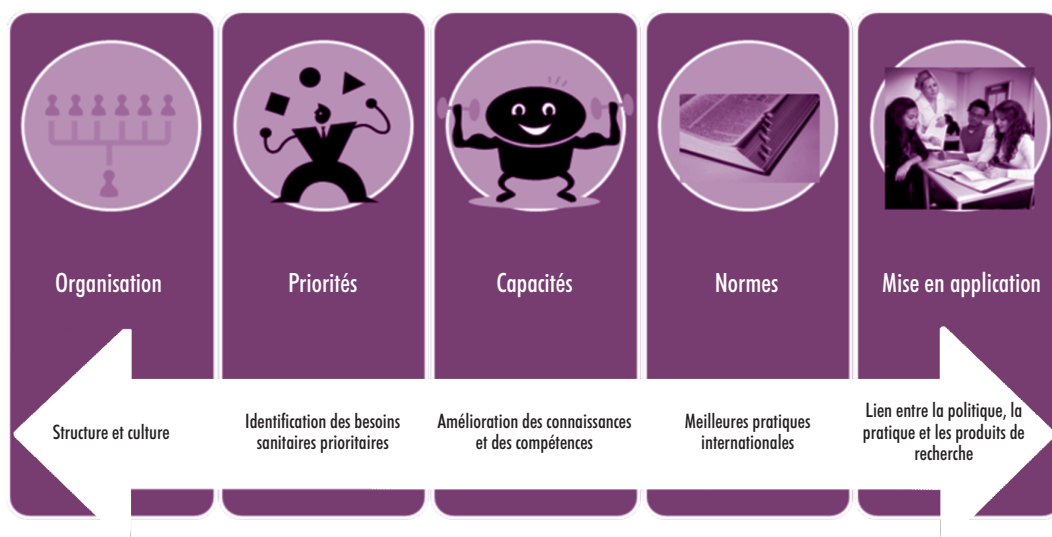 Organisation
Priorités
Capacités
Normes
Mise en application
Structure et culture
Identification des besoins
sanitaires prioritaires
Amélioration des connaissances
et des compétences
Meilleures pratiques
internationales
Lien entre la politique, la
pratique et les produits de
recherche